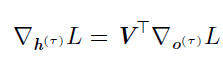 ∇_{𝒉^{(τ)}} L = 𝑽^⊤ ∇_{𝒐^{(τ)}} L